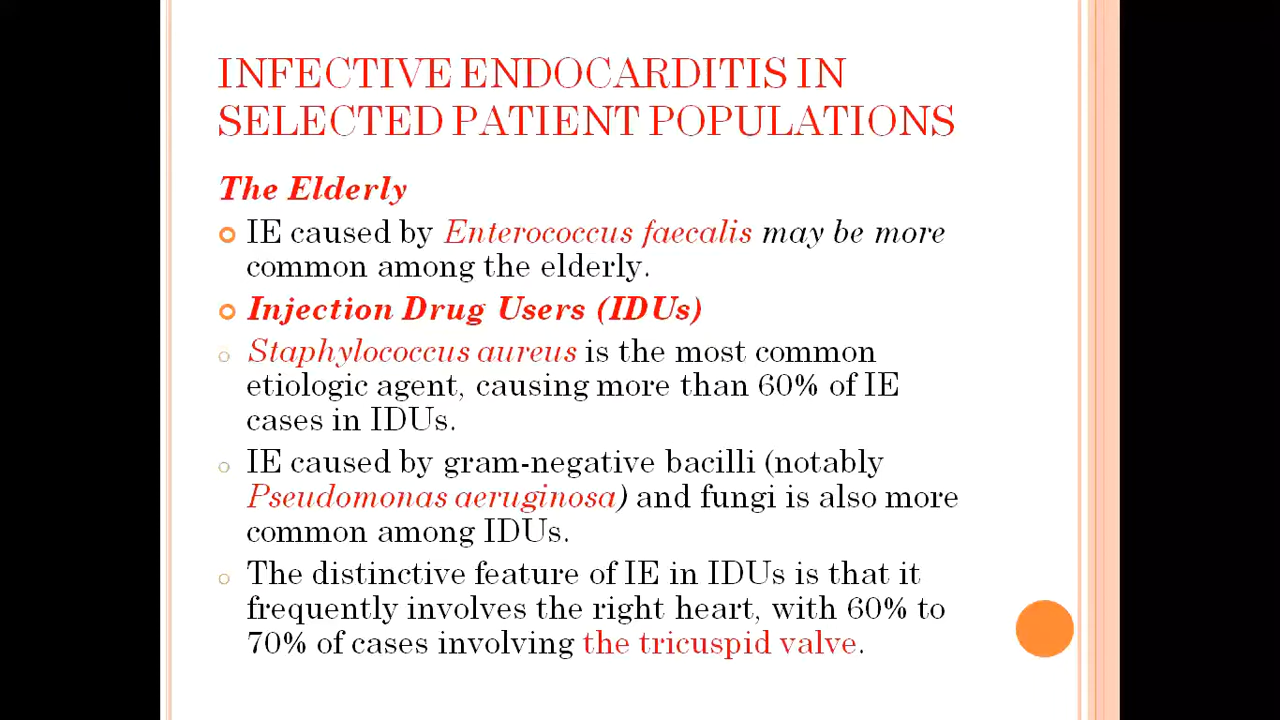 INFECTIVE ENDOCARDITIS IN
SELECTED PATIENT POPULATIONS
The Elderly
IE caused by Enterococcus faecalis may be more
common among the elderly.
Injection Drug Users (IDUs)
Staphylococcus aureus is the most common
etiologic agent, causing more than 60% of IE
cases in IDUs.
IE caused by gram-negative bacilli (notably
Pseudomonas aeruginosa) and fungi is also more
common among IDUs.
The distinctive feature of IE in IDUs is that it
frequently involves the right heart, with 60% to
70% of cases involving the tricuspid valve.